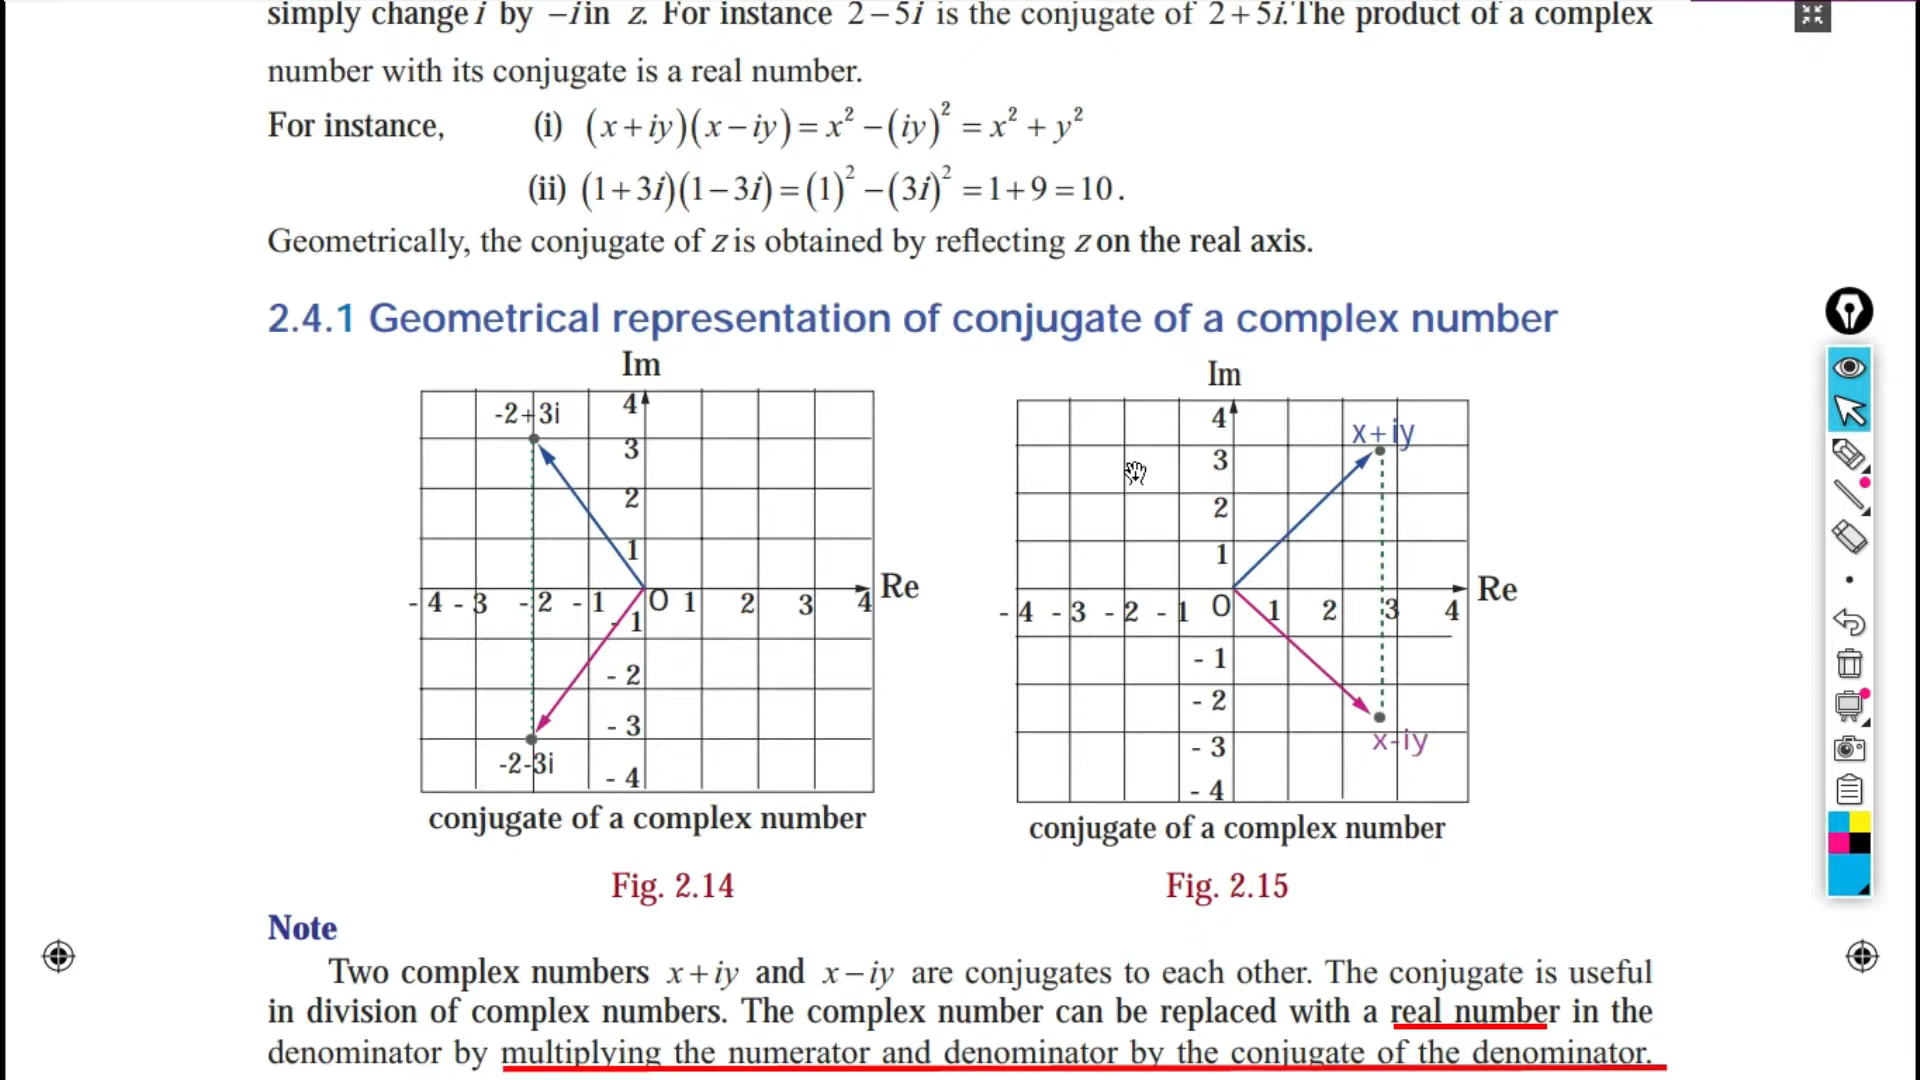 simply change i by −i in z. For instance 2−5i is the conjugate of 2+5i. The product of a complex
number with its conjugate is a real number.
For instance, (i) (x+iy)(x−iy)=x²−(iy)²=x²+y²
(ii) (1+3i)(1−3i)=(1)²−(3i)²=1+9=10.
Geometrically, the conjugate of z is obtained by reflecting z on the real axis.
2.4.1 Geometrical representation of conjugate of a complex number
Im
4
-2+3i
3
2
1
Re
-4 -3 -2 -1 O 1 2 3 4
-1
-2
-3
-2-3i
-4
conjugate of a complex number
Fig. 2.14
Im
4
x+iy
3
2
1
Re
-4 -3 -2 -1 O 1 2 3 4
-1
-2
x-iy
-3
-4
conjugate of a complex number
Fig. 2.15
Note
Two complex numbers x+iy and x−iy are conjugates to each other. The conjugate is useful
in division of complex numbers. The complex number can be replaced with a real number in the
denominator by multiplying the numerator and denominator by the conjugate of the denominator.